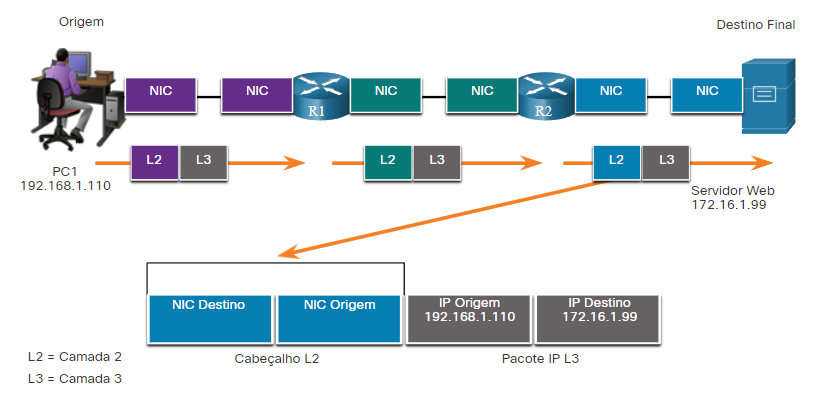 Origem
Destino Final
NIC NIC NIC NIC NIC NIC
R1 R2
L2 L3 L2 L3 L2 L3
PC1
192.168.1.110
Servidor Web
172.16.1.99
NIC Destino NIC Origem IP Origem IP Destino
192.168.1.110 172.16.1.99
L2 = Camada 2
Cabeçalho L2 Pacote IP L3
L3 = Camada 3